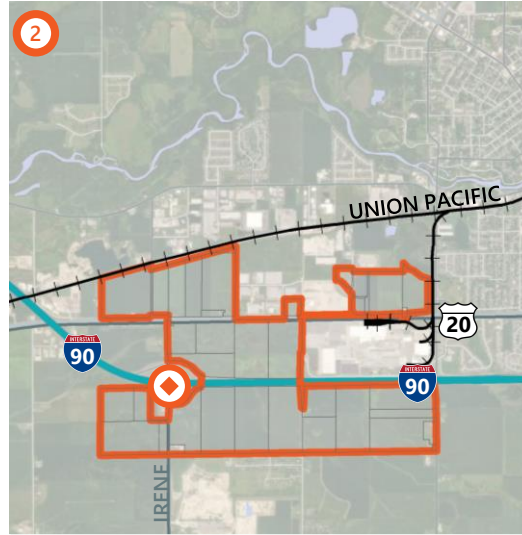 2
UNION PACIFIC
20
INTERSTATE
90
INTERSTATE
90
IRENE